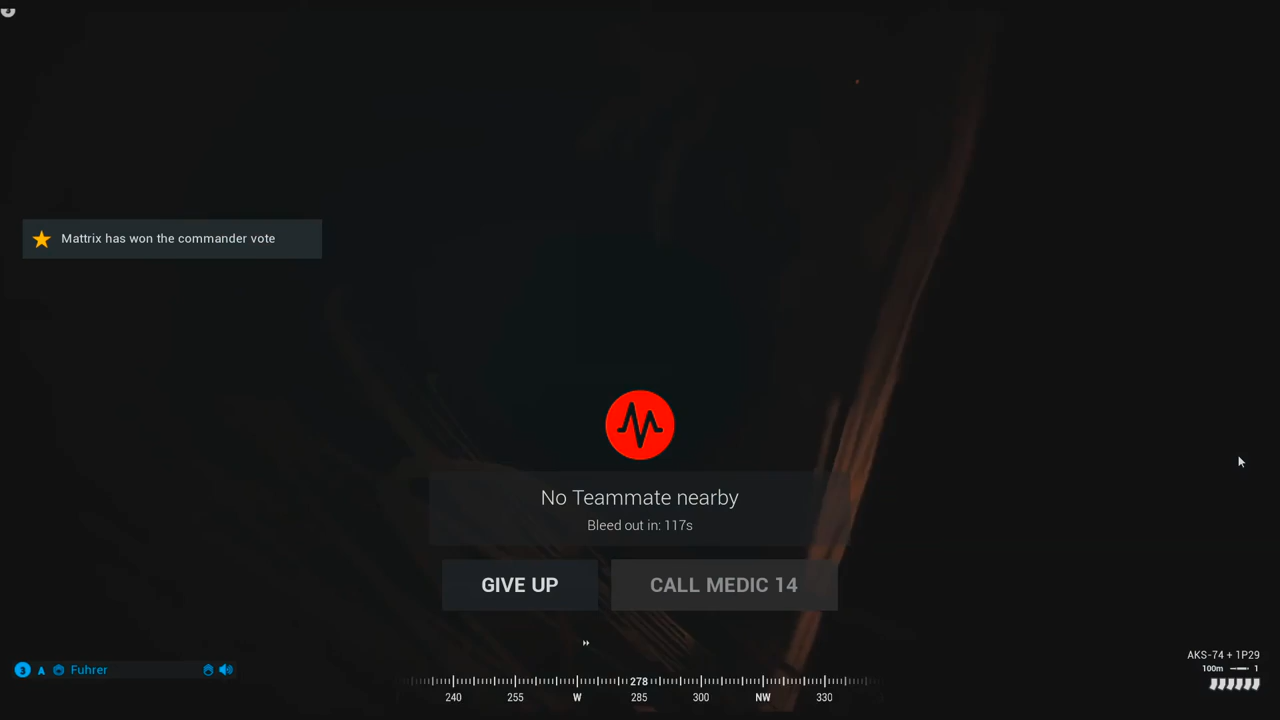 Mattrix has won the commander vote
No Teammate nearby
Bleed out in: 117s
GIVE UP
CALL MEDIC 14
3 A Fuhrer
278
240 255 W 285 300 NW 330
AKS-74 + 1P29
100m 1